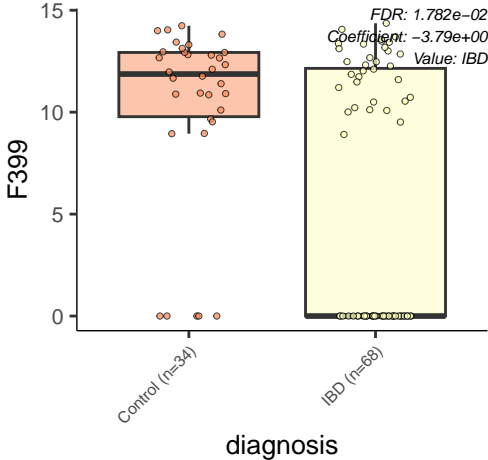 FDR: 1.782e−02
Coefficient: −3.79e+00
Value: IBD
15
10
5
0
F399
Control (n=34)
IBD (n=68)
diagnosis